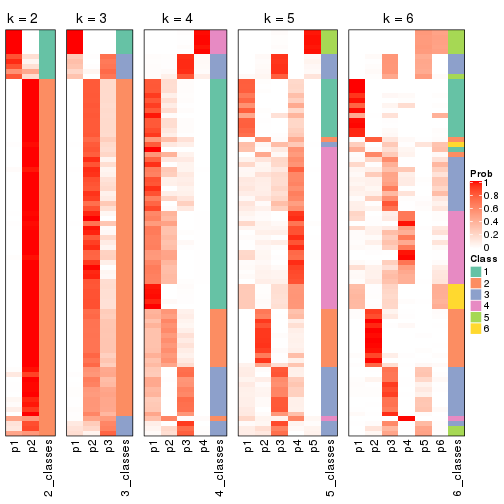 k = 2
k = 3
k = 4
k = 5
k = 6
Prob
1
0.8
0.6
0.4
0.2
0
Class
1
2
3
4
5
6
p1
p2
2_classes
p1
p2
p3
3_classes
p1
p2
p3
p4
4_classes
p1
p2
p3
p4
p5
5_classes
p1
p2
p3
p4
p5
p6
6_classes